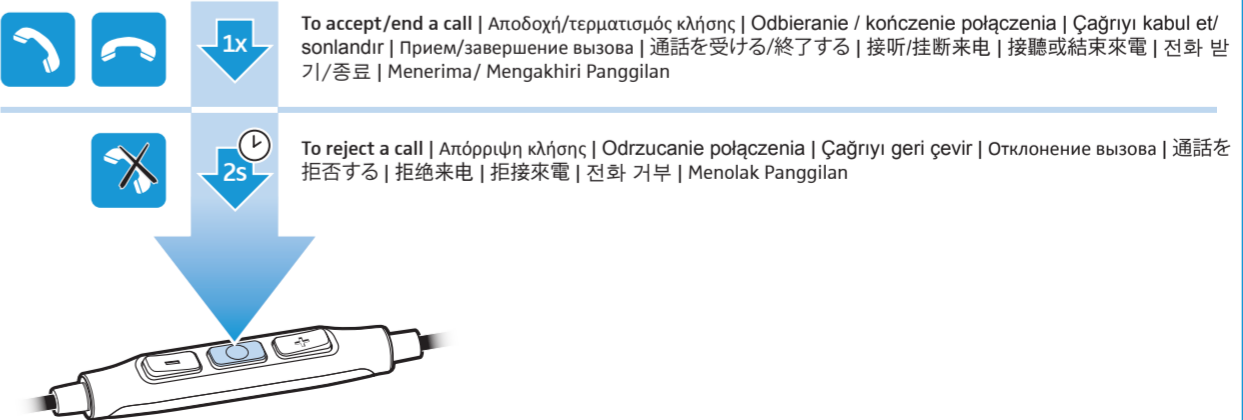 1x
To accept/end a call | Αποδοχή/τερματισμός κλήσης | Odbieranie / kończenie połączenia | Çağrıyı kabul et/
sonlandır | Прием/завершение вызова | 通話を受ける/終了する | 接听/挂断来电 | 接聽或結束來電 | 전화 받
기/종료 | Menerima/ Mengakhiri Panggilan
2s
To reject a call | Απόρριψη κλήσης | Odrzucanie połączenia | Çağrıyı geri çevir | Отклонение вызова | 通話を
拒否する | 拒绝来电 | 拒接來電 | 전화 거부 | Menolak Panggilan
- +